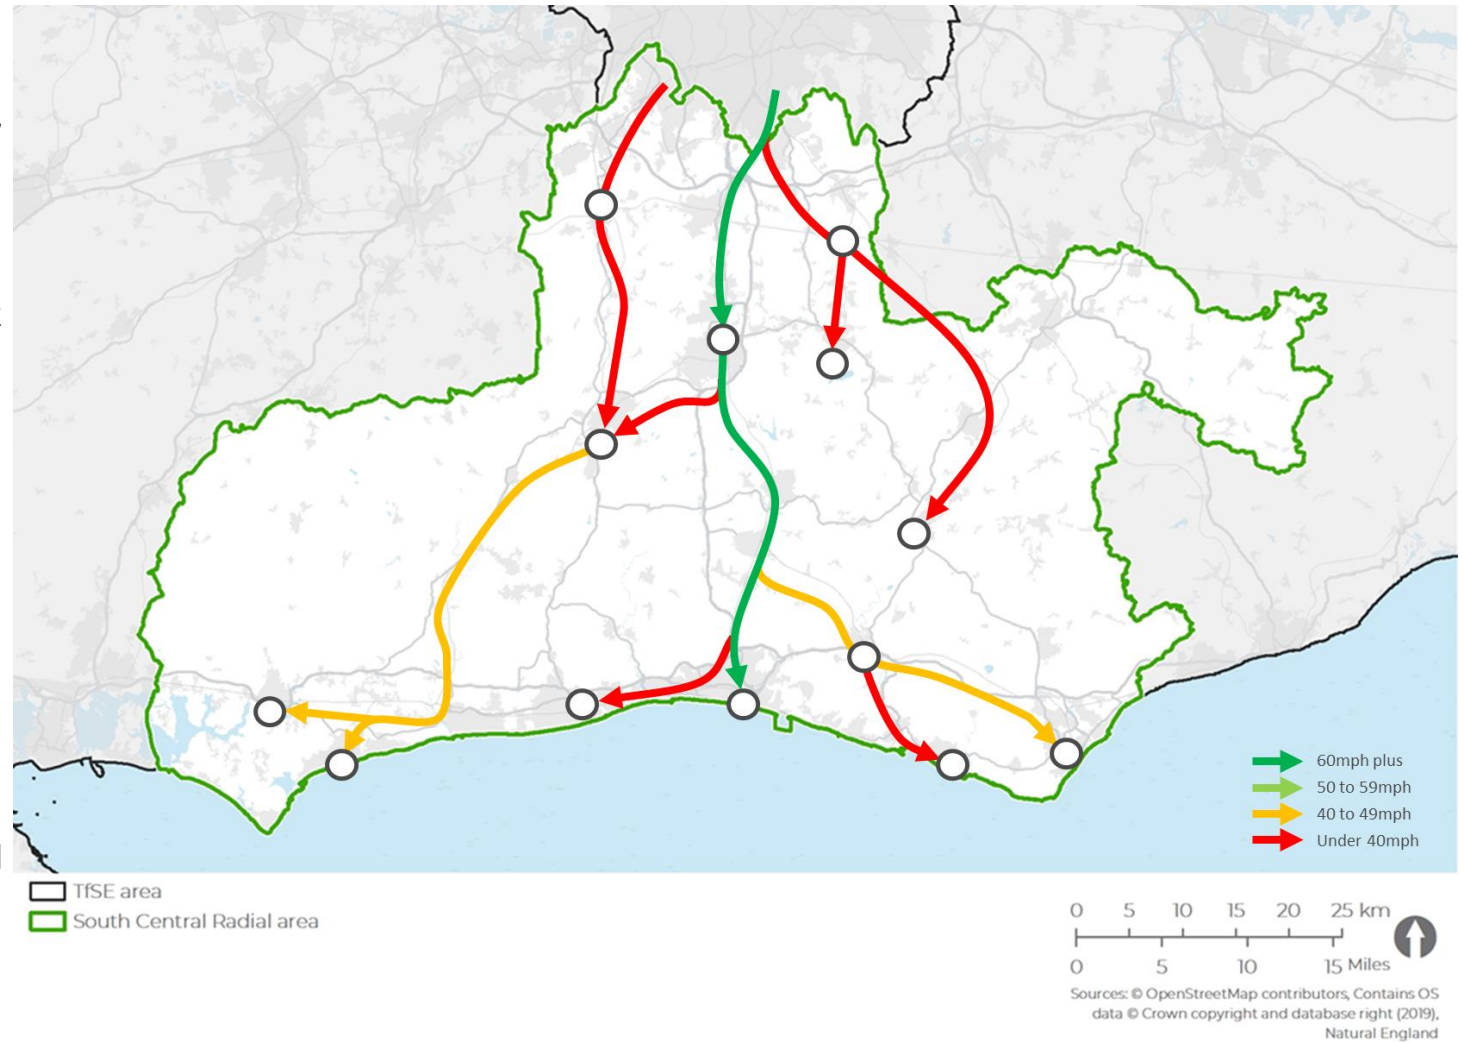 60mph plus
50 to 59mph
40 to 49mph
Under 40mph
TfSE area
South Central Radial area
0 5 10 15 20 25 km
0 5 10 15 Miles
Sources: © OpenStreetMap contributors, Contains OS
data © Crown copyright and database right (2019),
Natural England